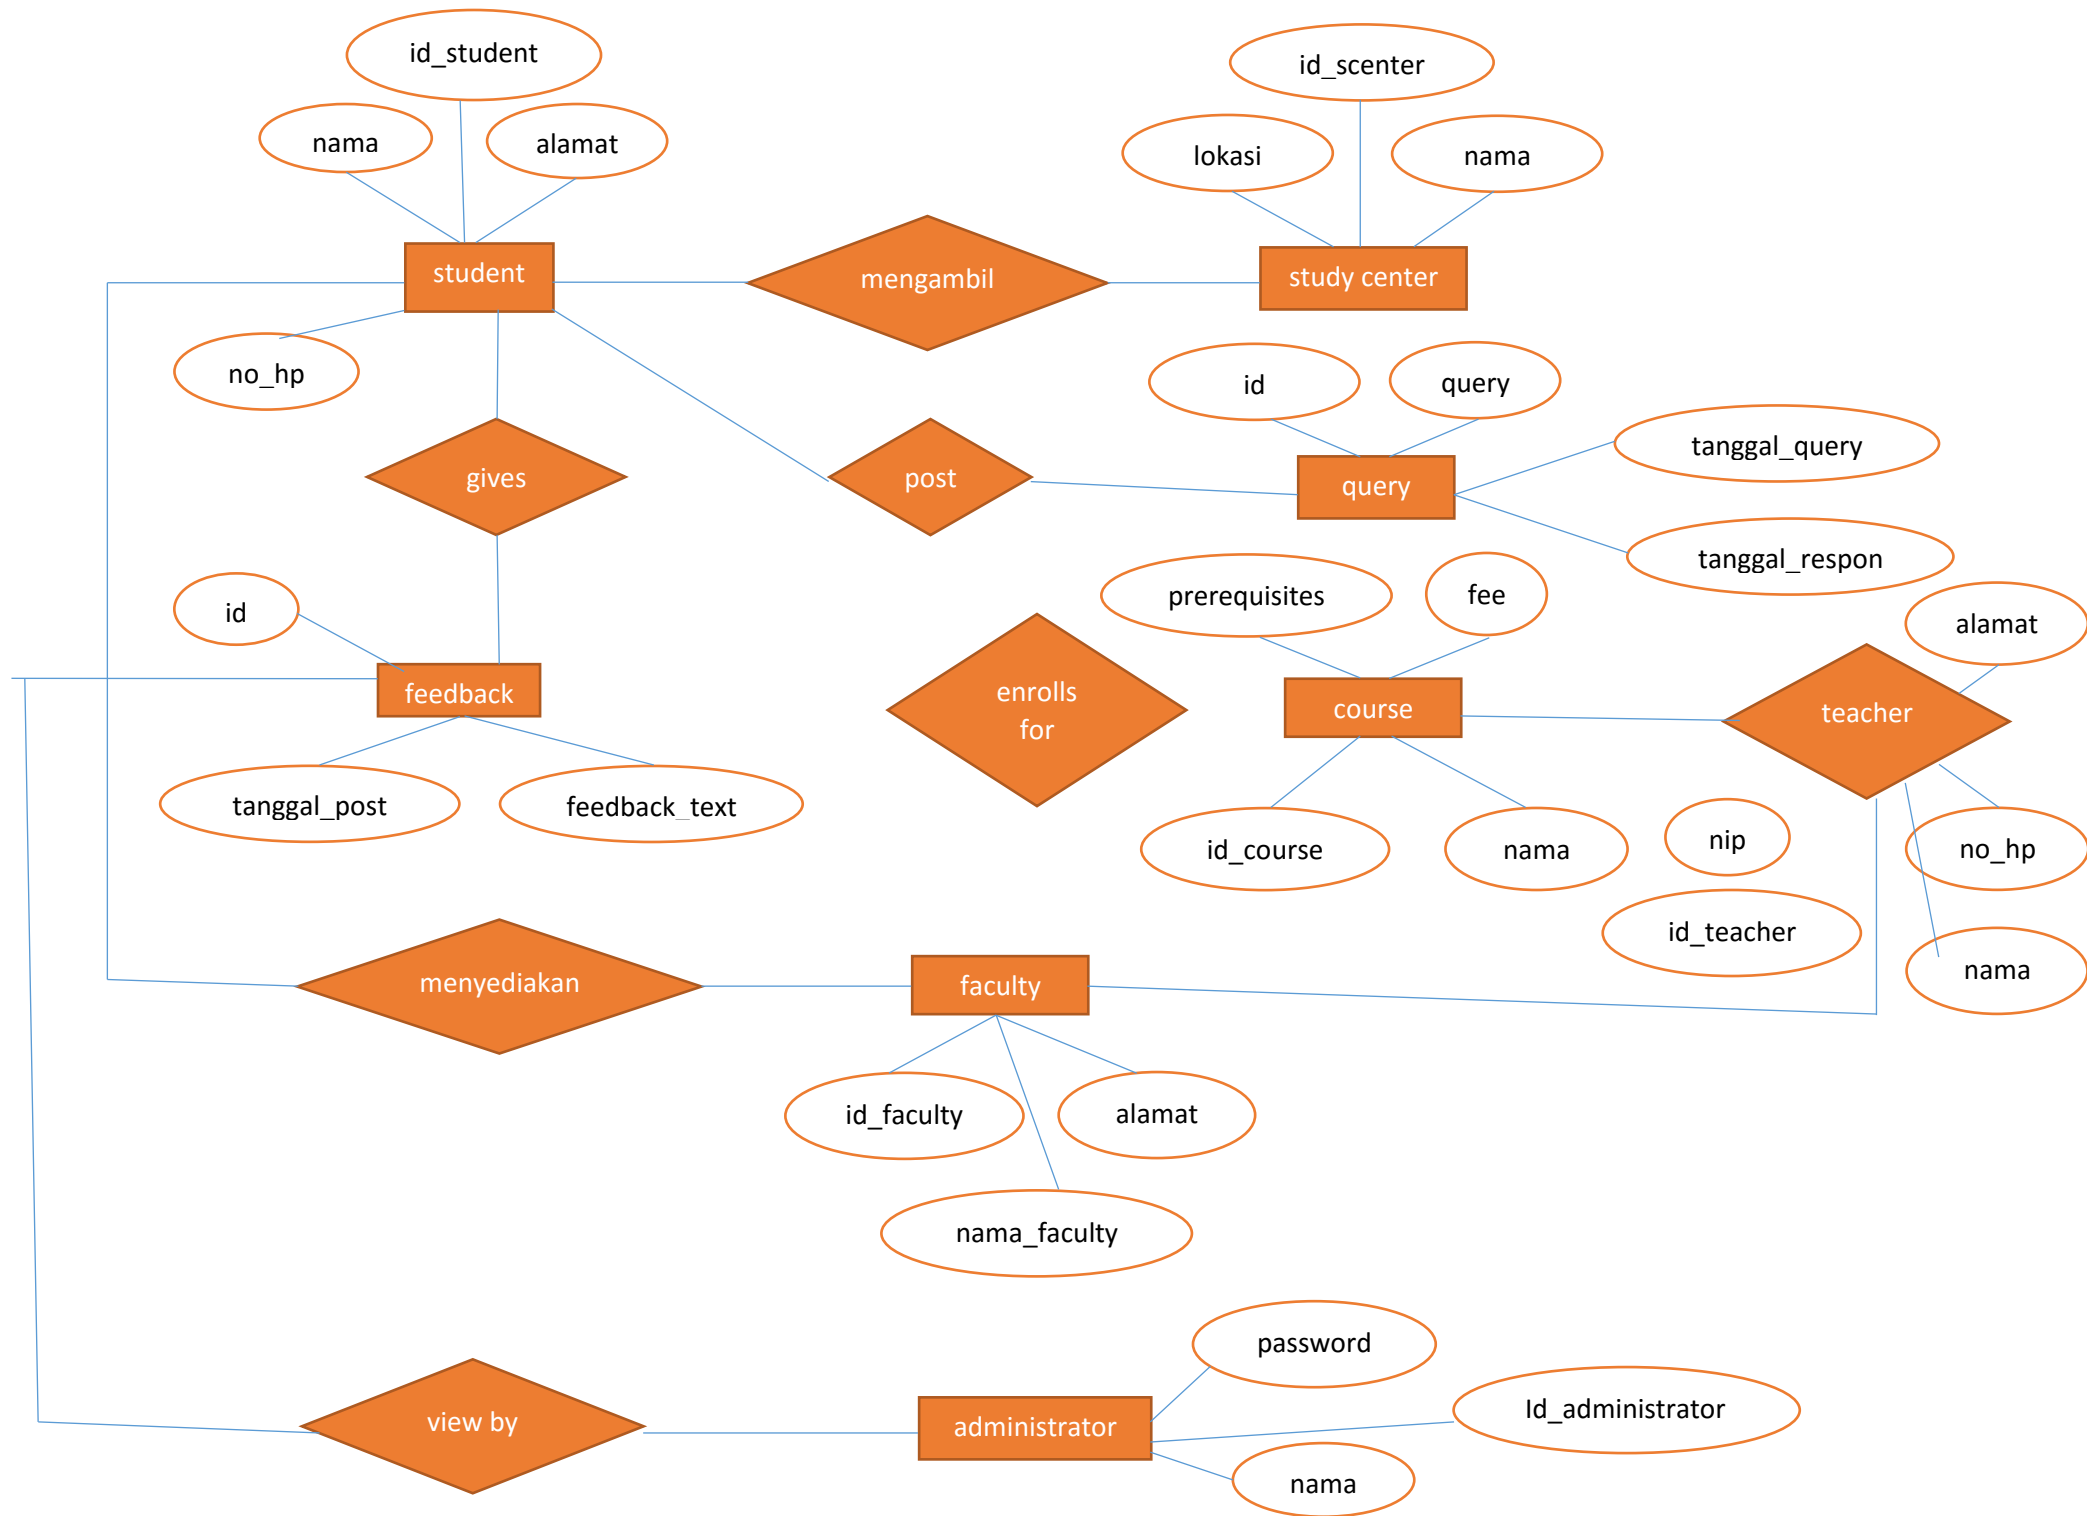 id_student
id_scenter
nama
alamat
lokasi
nama
student
mengambil
study center
no_hp
id
query
tanggal_query
gives
post
query
tanggal_respon
prerequisites
fee
id
alamat
enrolls
for
feedback
course
teacher
tanggal_post
feedback_text
id_course
nama
nip
no_hp
id_teacher
nama
menyediakan
faculty
id_faculty
alamat
nama_faculty
password
Id_administrator
view by
administrator
nama